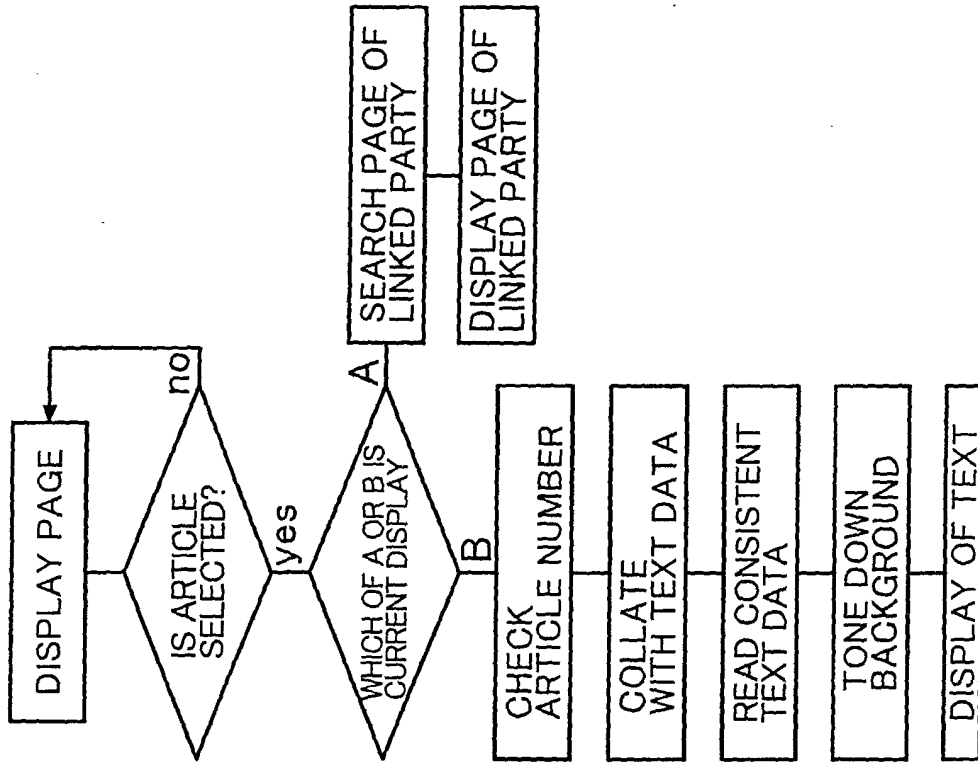 DISPLAY PAGE
IS ARTICLE
SELECTED?
no
yes
WHICH OF A OR B IS
CURRENT DISPLAY
A
SEARCH PAGE OF
LINKED PARTY
DISPLAY PAGE OF
LINKED PARTY
B
CHECK
ARTICLE NUMBER
COLLATE
WITH TEXT DATA
READ CONSISTENT
TEXT DATA
TONE DOWN
BACKGROUND
DISPLAY OF TEXT